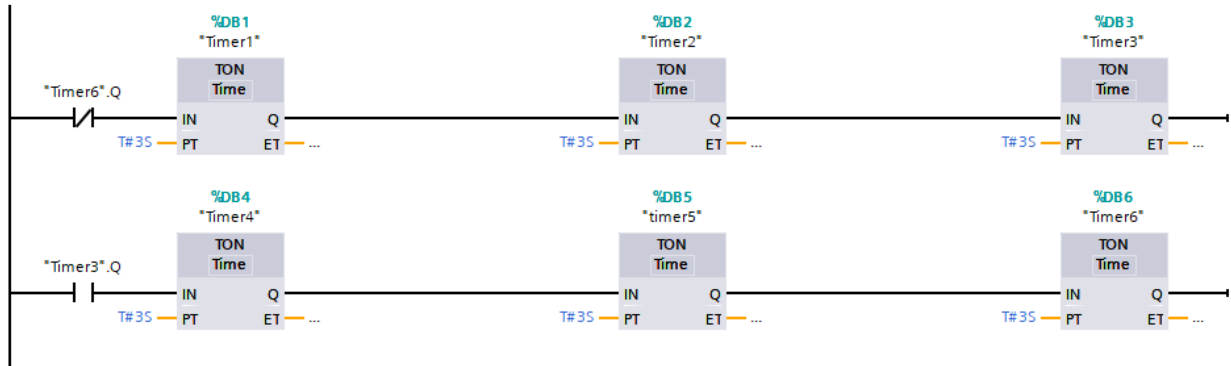 %DB1 %DB2 %DB3
"Timer1" "Timer2" "Timer3"
TON TON TON
"Timer6".Q Time Time Time
IN Q IN Q IN Q
T#3S PT ET ... T#3S PT ET ... T#3S PT ET ...
%DB4 %DB5 %DB6
"Timer4" "timer5" "Timer6"
TON TON TON
"Timer3".Q Time Time Time
IN Q IN Q IN Q
T#3S PT ET ... T#3S PT ET ... T#3S PT ET ...